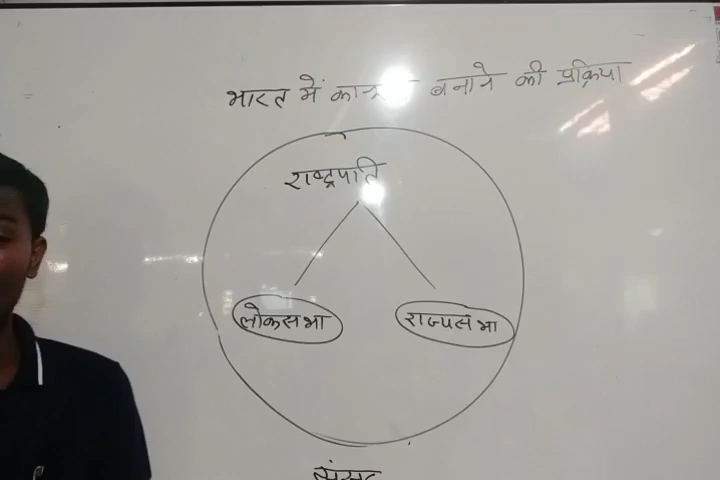 भारत में बनाने की प्रक्रिया
राष्ट्रपति
लोकसभा
राज्यसभा
संसद